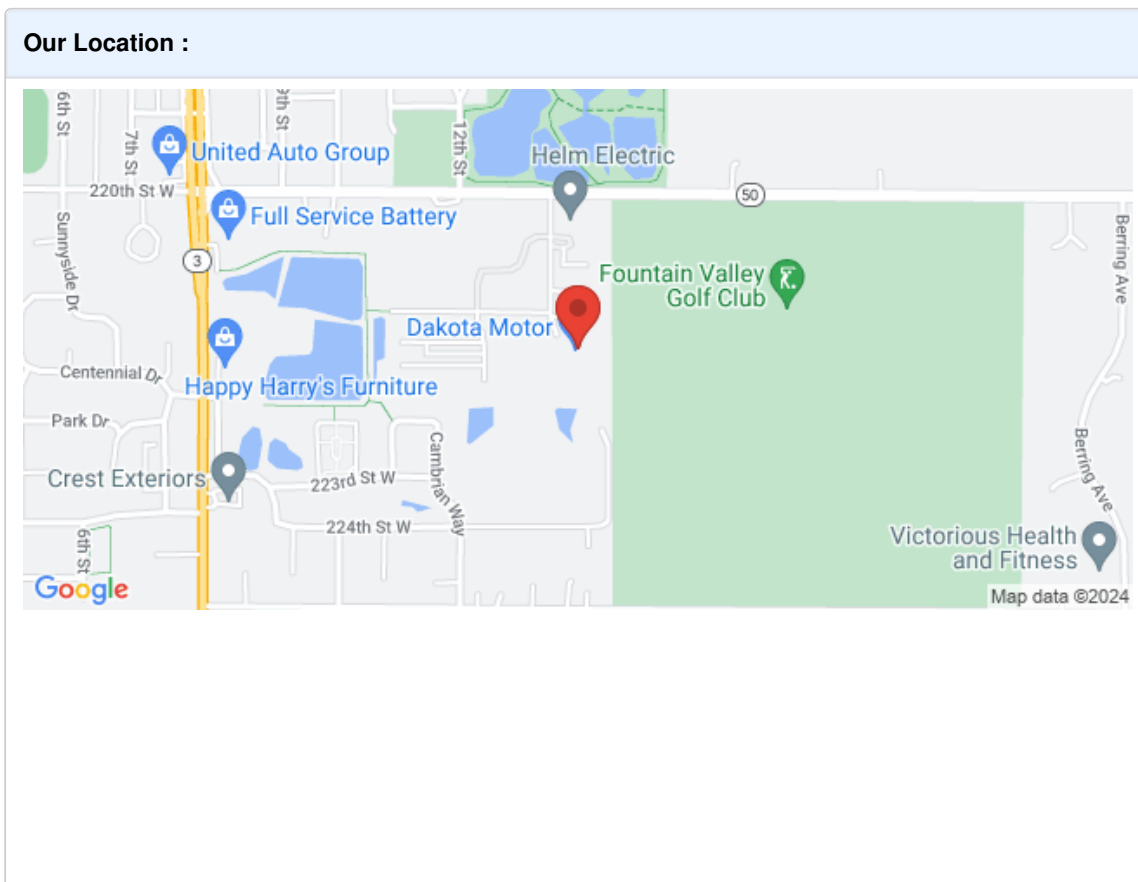 Our Location :
6th St
7th St
9th St
12th St
United Auto Group
Helm Electric
220th St W
50
Full Service Battery
Sunnyside Dr
Berring Ave
3
Fountain Valley
Golf Club
Dakota Motor
Centennial Dr
Happy Harry's Furniture
Park Dr
Cambrian Way
Berring Ave
Crest Exteriors
223rd St W
224th St W
6th St
Victorious Health
and Fitness
Google
Map data ©2024